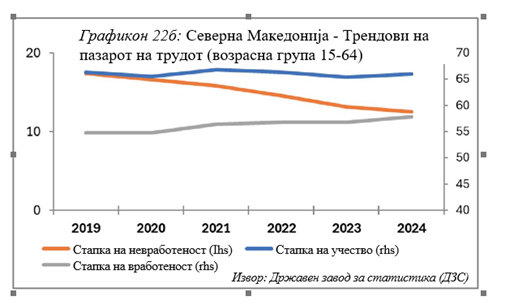 Графикон 22б: Северна Македонија - Трендови на
пазарот на трудот (возрасна група 15-64)
20
10
0
70
65
60
55
50
45
40
2019 2020 2021 2022 2023 2024
Стапка на невработеност (lhs) Стапка на учество (rhs)
Стапка на вработеност (rhs)
Извор: Државен завод за статистика (ДЗС)